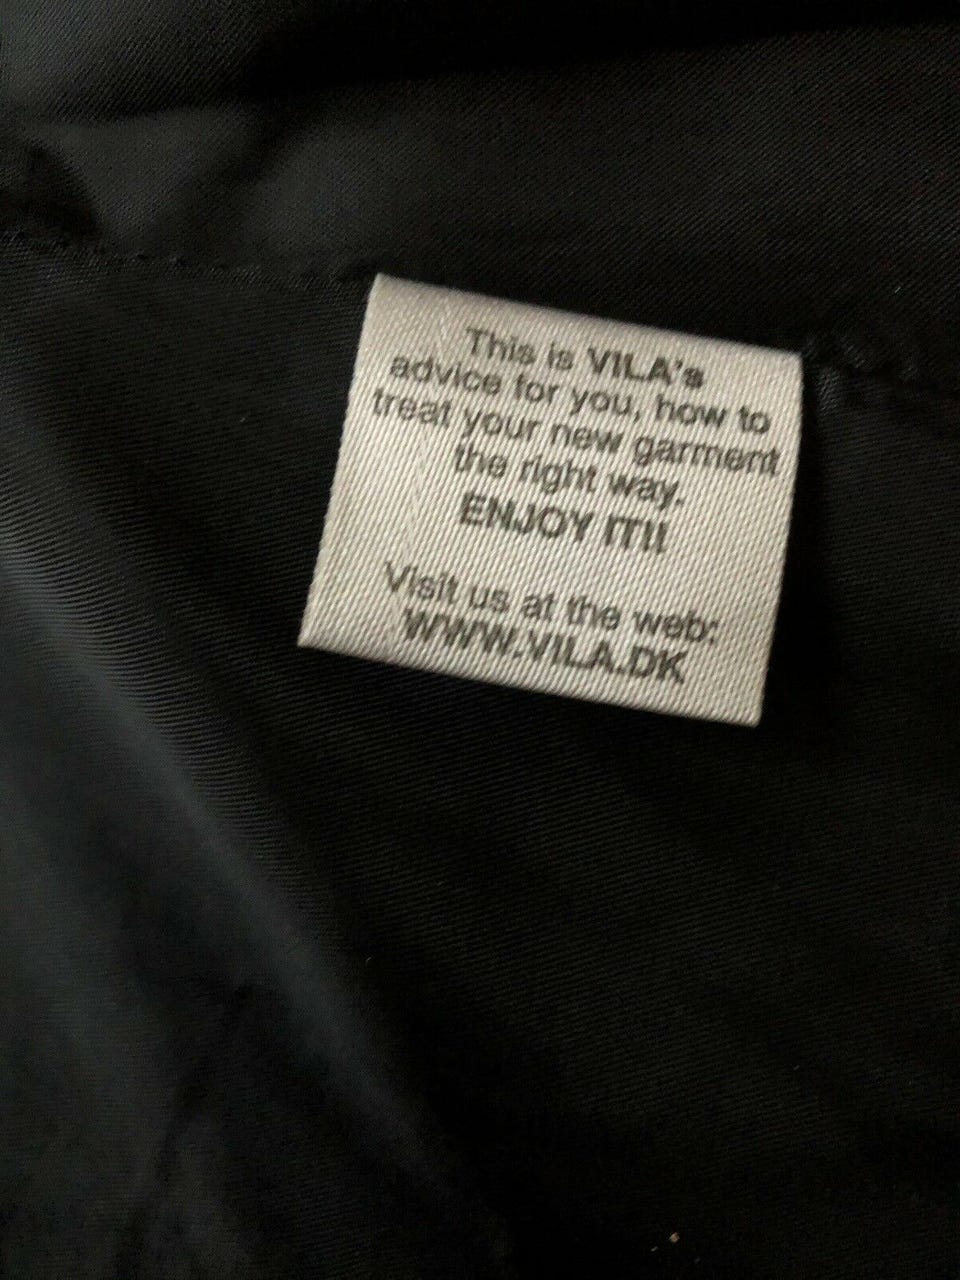 This is VILA's
advice for you, how to
treat your new garment
the right way.
ENJOY IT!!
Visit us at the web:
WWW.VILA.DK